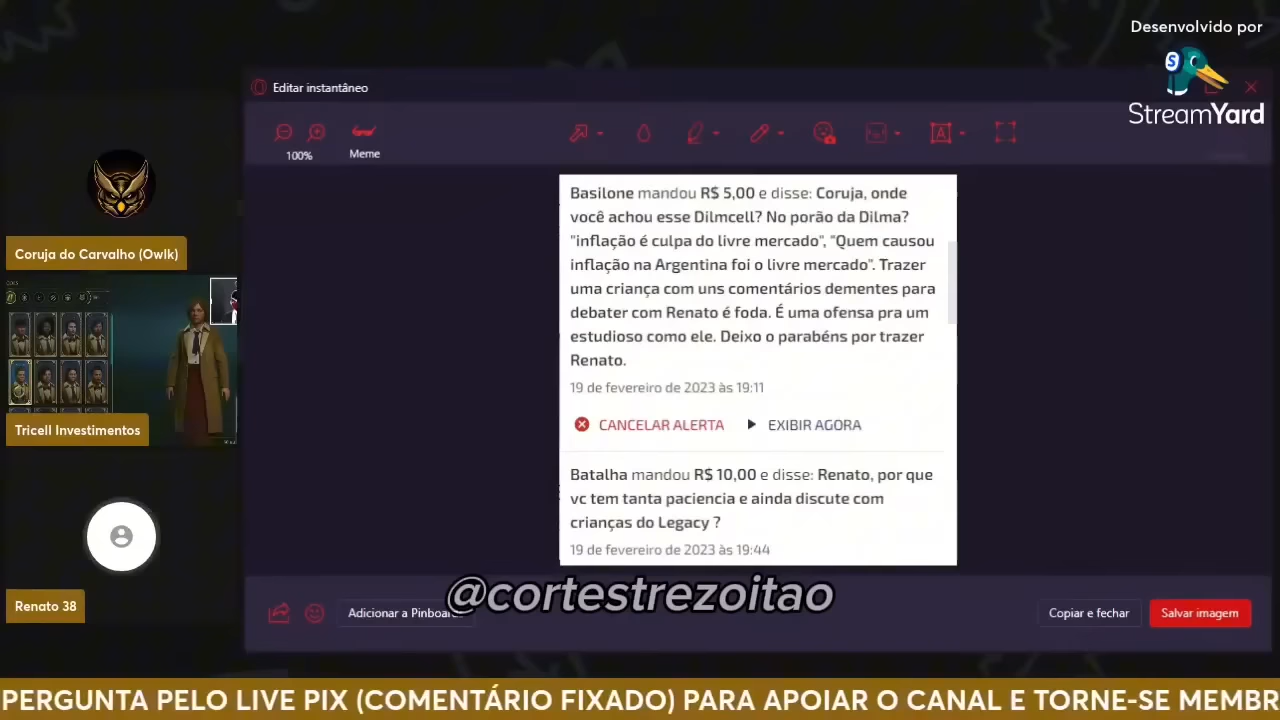 Desenvolvido por
StreamYard
Editar instantâneo
100%
Meme
Coruja do Carvalho (Owlk)
Tricell Investimentos
Renato 38
Basilone mandou R$ 5,00 e disse: Coruja, onde
você achou esse Dilmcell? No porão da Dilma?
"inflação é culpa do livre mercado", "Quem causou
inflação na Argentina foi o livre mercado". Trazer
uma criança com uns comentários dementes para
debater com Renato é foda. É uma ofensa pra um
estudioso como ele. Deixo o parabéns por trazer
Renato.
19 de fevereiro de 2023 às 19:11
CANCELAR ALERTA EXIBIR AGORA
Batalha mandou R$ 10,00 e disse: Renato, por que
vc tem tanta paciencia e ainda discute com
crianças do Legacy ?
19 de fevereiro de 2023 às 19:44
@cortestrezoitao
Adicionar a Pinboar
Copiar e fechar
Salvar imagem
PERGUNTA PELO LIVE PIX (COMENTÁRIO FIXADO) PARA APOIAR O CANAL E TORNE-SE MEMBR